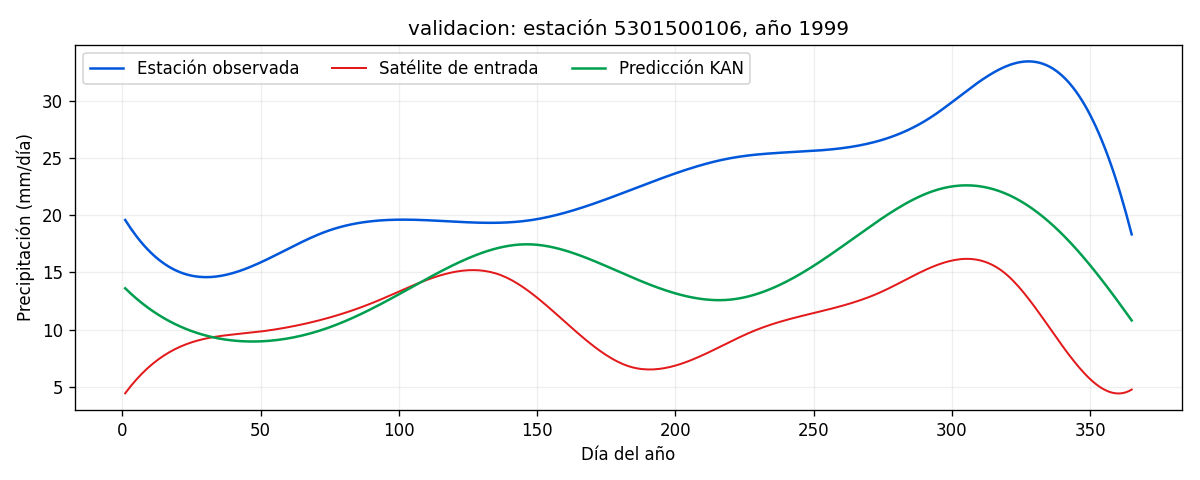 validacion: estación 5301500106, año 1999
Estación observada
Satélite de entrada
Predicción KAN
Precipitación (mm/día)
30
25
20
15
10
5
0
50
100
150
200
250
300
350
Día del año